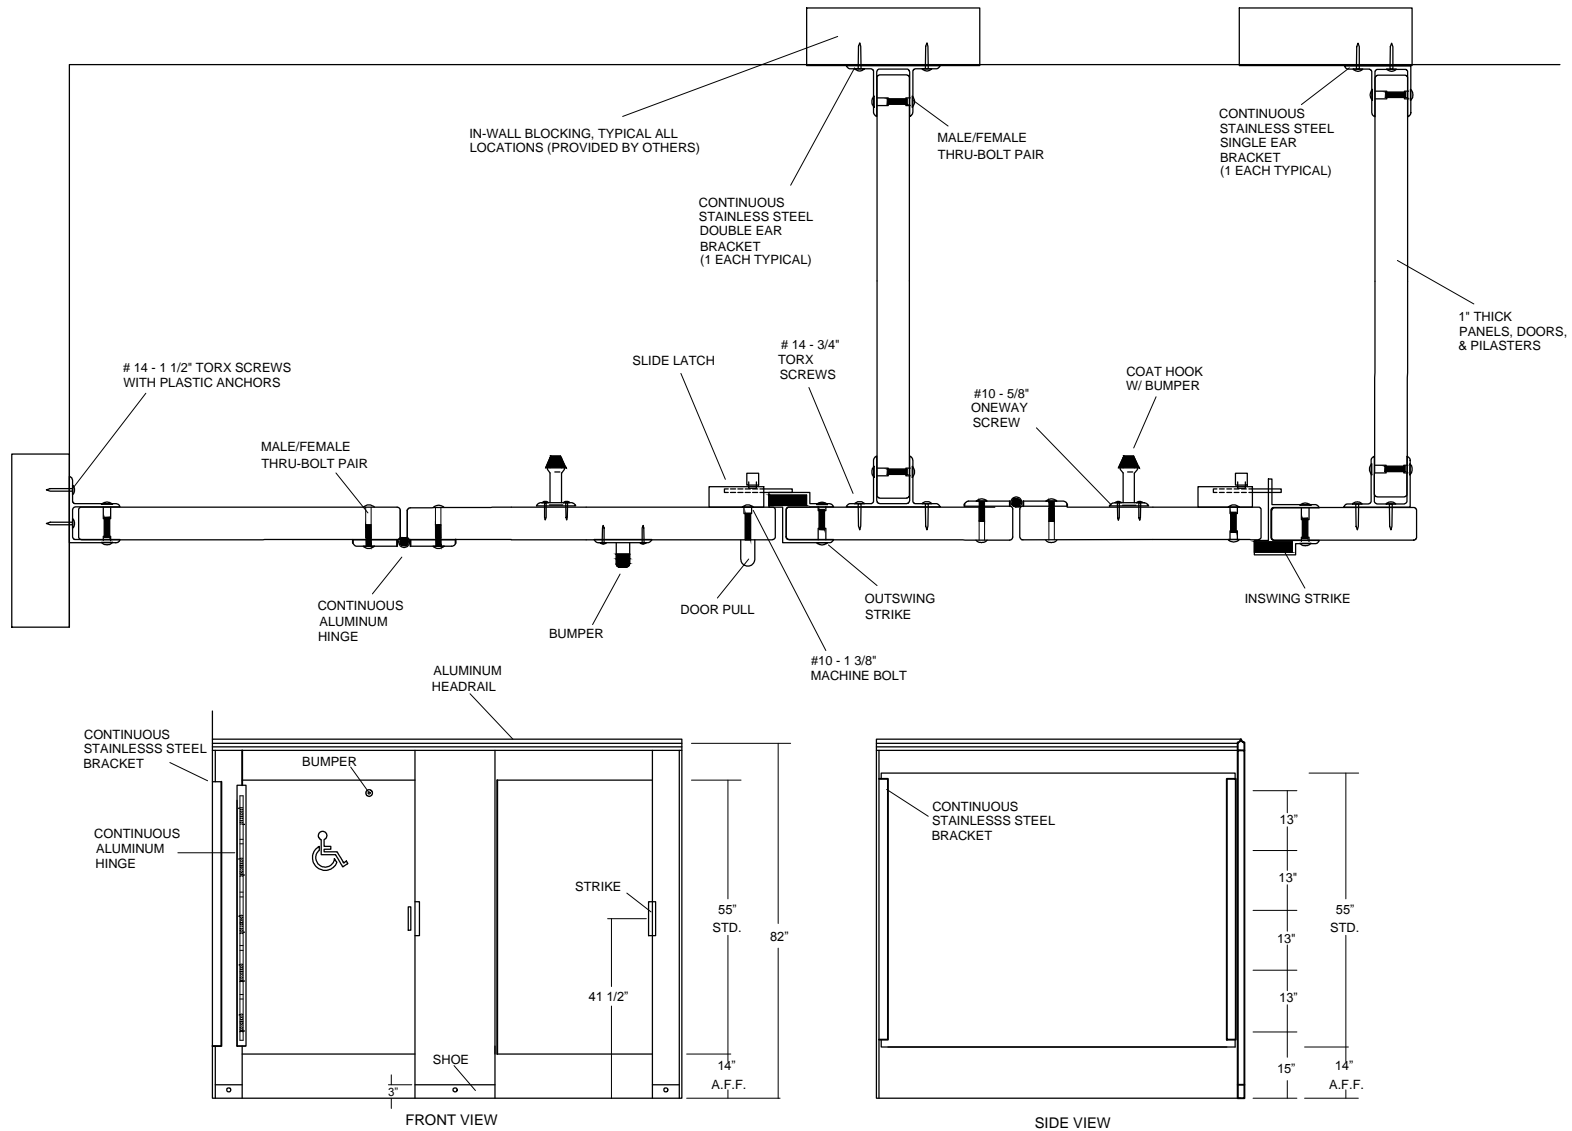 IN-WALL BLOCKING, TYPICAL ALL
LOCATIONS (PROVIDED BY OTHERS)
MALE/FEMALE
THRU-BOLT PAIR
CONTINUOUS
STAINLESS STEEL
SINGLE EAR
BRACKET
(1 EACH TYPICAL)
CONTINUOUS
STAINLESS STEEL
DOUBLE EAR
BRACKET
(1 EACH TYPICAL)
1" THICK
PANELS, DOORS,
& PILASTERS
# 14 - 1 1/2" TORX SCREWS
WITH PLASTIC ANCHORS
SLIDE LATCH
# 14 - 3/4"
TORX
SCREWS
#10 - 5/8"
ONEWAY
SCREW
COAT HOOK
W/ BUMPER
MALE/FEMALE
THRU-BOLT PAIR
CONTINUOUS
ALUMINUM
HINGE
BUMPER
DOOR PULL
OUTSWING
STRIKE
INSWING STRIKE
#10 - 1 3/8"
MACHINE BOLT
ALUMINUM
HEADRAIL
CONTINUOUS
STAINLESSS STEEL
BRACKET
BUMPER
CONTINUOUS
ALUMINUM
HINGE
STRIKE
41 1/2"
55"
STD.
82"
SHOE
3"
14"
A.F.F.
FRONT VIEW
CONTINUOUS
STAINLESSS STEEL
BRACKET
13"
13"
13"
13"
15"
55"
STD.
14"
A.F.F.
SIDE VIEW